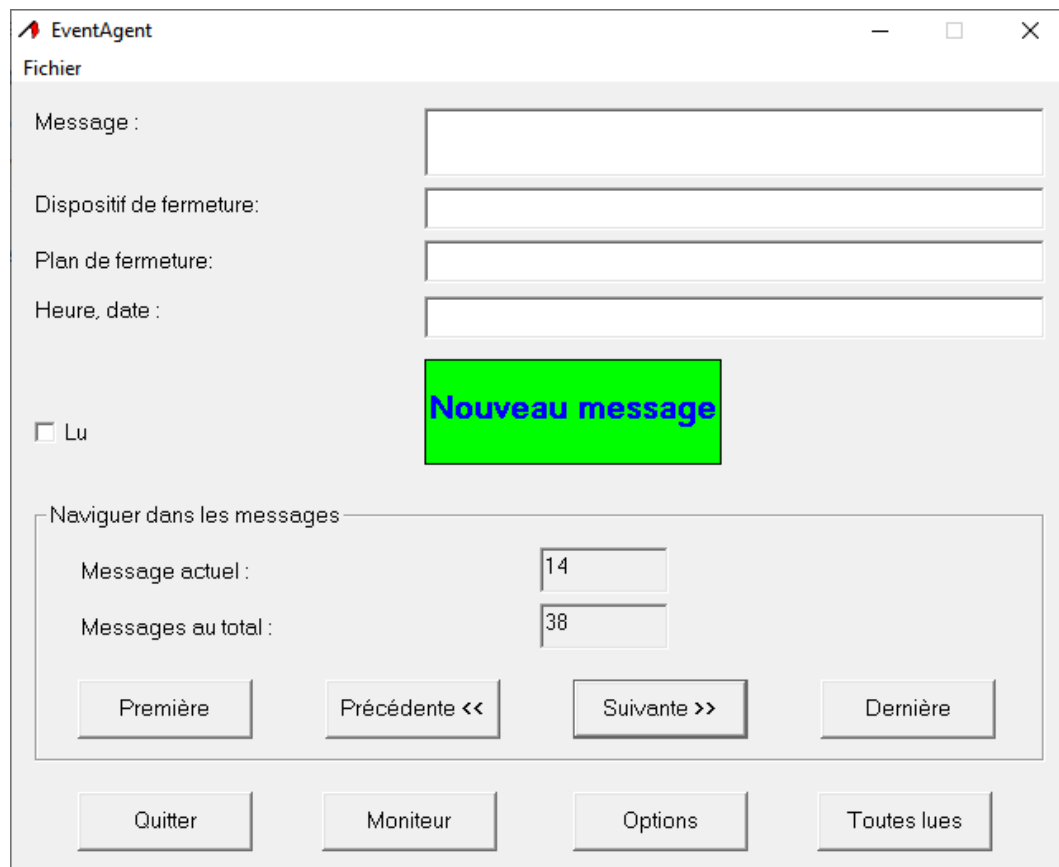 EventAgent
Fichier
Message :
Dispositif de fermeture:
Plan de fermeture:
Heure, date :
Nouveau message
Lu
Naviguer dans les messages
Message actuel : 14
Messages au total : 38
Première Précédente << Suivante >> Dernière
Quitter Moniteur Options Toutes lues